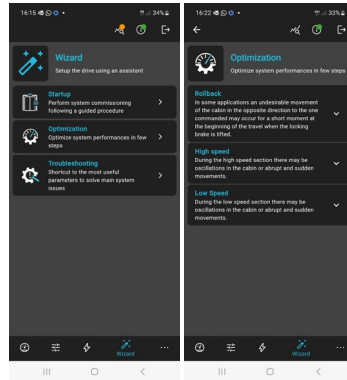 16:15
34%
Wizard
Setup the drive using an assistant
Startup
Perform system commissioning
following a guided procedure
Optimization
Optimize system performances in few
steps
Troubleshooting
Shortcut to the most useful
parameters to solve main system
issues
Wizard
16:22
33%
Optimization
Optimize system performances in few steps
Rollback
In some applications an undesirable movement
of the cabin in the opposite direction to the one
commanded may occur for a short moment at
the beginning of the travel when the locking
brake is lifted.
High speed
During the high speed section there may be
oscillations in the cabin or abrupt and sudden
movements.
Low Speed
During the low speed section there may be
oscillations in the cabin or abrupt and sudden
movements.
Wizard